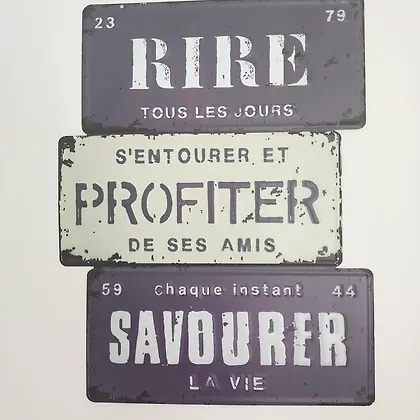 23 79
RIRE
TOUS LES JOURS
S'ENTOURER ET
PROFITER
DE SES AMIS
59 Chaque instant 44
SAVOURER
LA VIE